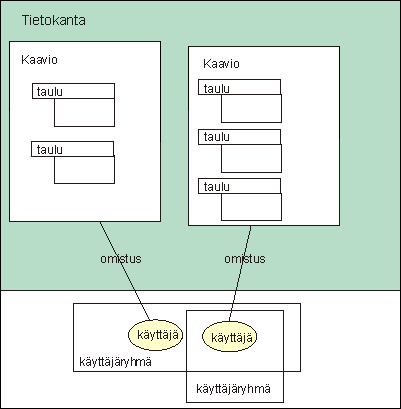 Tietokanta
Kaavio
taulu
taulu
Kaavio
taulu
taulu
taulu
omistus
omistus
käyttäjä
käyttäjä
käyttäjäryhmä
käyttäjäryhmä